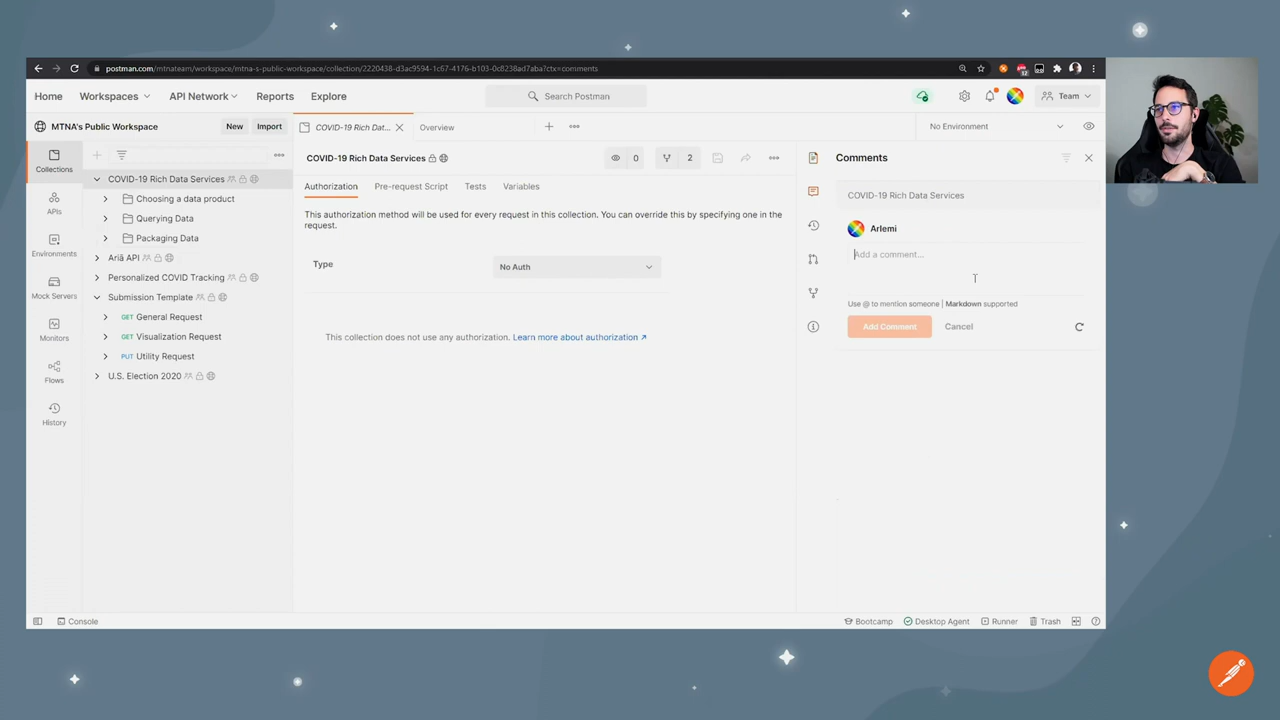 postman.com/mtnateam/workspace/mtna-s-public-workspace/collection/2220438-d3ac9594-1c67-4176-b103-0c8238ad7aba?ctx=comments
12
Home Workspaces API Network Reports Explore Search Postman Team
MTNA's Public Workspace New Import COVID-19 Rich Dat... Overview No Environment
Collections
APIs
Environments
Mock Servers
Monitors
Flows
History
COVID-19 Rich Data Services
Choosing a data product
Querying Data
Packaging Data
Ariä API
Personalized COVID Tracking
Submission Template
GET General Request
GET Visualization Request
PUT Utility Request
U.S. Election 2020
COVID-19 Rich Data Services 0 2
Authorization Pre-request Script Tests Variables
This authorization method will be used for every request in this collection. You can override this by specifying one in the
request.
Type No Auth
This collection does not use any authorization. Learn more about authorization
Comments
COVID-19 Rich Data Services
Arlemi
Add a comment...
Use @ to mention someone | Markdown supported
Add Comment Cancel
Console Bootcamp Desktop Agent Runner Trash